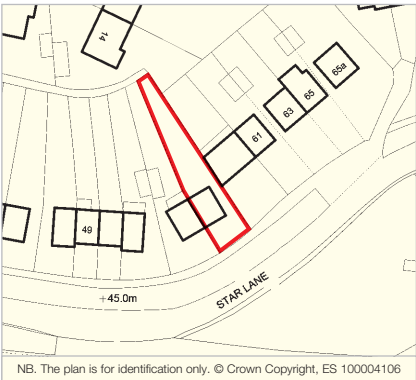 14
65a
65
63
61
49
+45.0m
STAR LANE
NB. The plan is for identification only. © Crown Copyright, ES 100004106